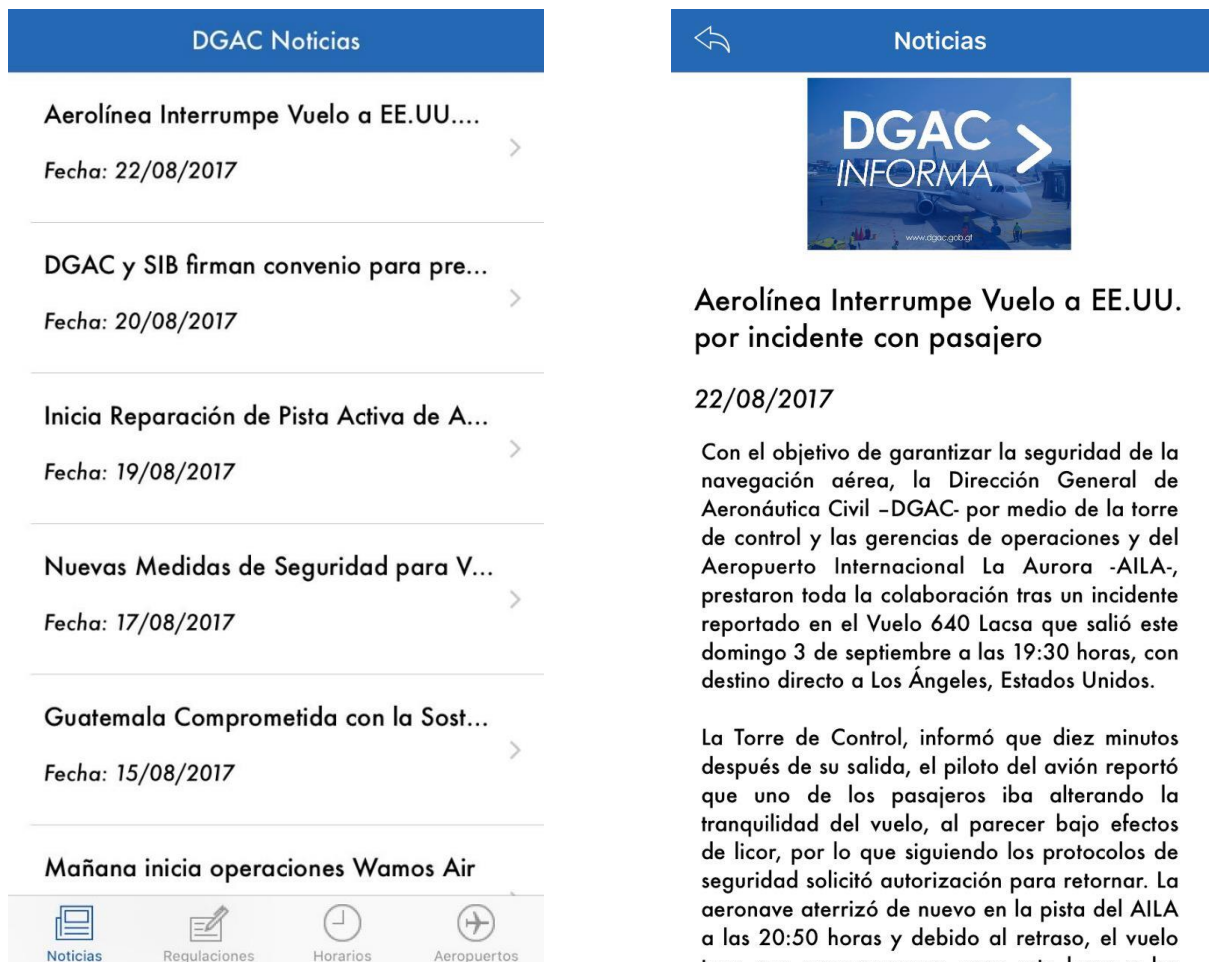 DGAC Noticias
Aerolínea Interrumpe Vuelo a EE.UU....
Fecha: 22/08/2017
DGAC y SIB firman convenio para pre...
Fecha: 20/08/2017
Inicia Reparación de Pista Activa de A...
Fecha: 19/08/2017
Nuevas Medidas de Seguridad para V...
Fecha: 17/08/2017
Guatemala Comprometida con la Sost...
Fecha: 15/08/2017
Mañana inicia operaciones Wamos Air
Noticias Regulaciones Horarios Aeropuertos
Noticias
DGAC
INFORMA
www.dgac.gob.gt
Aerolínea Interrumpe Vuelo a EE.UU.
por incidente con pasajero
22/08/2017
Con el objetivo de garantizar la seguridad de la
navegación aérea, la Dirección General de
Aeronáutica Civil –DGAC- por medio de la torre
de control y las gerencias de operaciones y del
Aeropuerto Internacional La Aurora -AILA-,
prestaron toda la colaboración tras un incidente
reportado en el Vuelo 640 Lacsa que salió este
domingo 3 de septiembre a las 19:30 horas, con
destino directo a Los Ángeles, Estados Unidos.
La Torre de Control, informó que diez minutos
después de su salida, el piloto del avión reportó
que uno de los pasajeros iba alterando la
tranquilidad del vuelo, al parecer bajo efectos
de licor, por lo que siguiendo los protocolos de
seguridad solicitó autorización para retornar. La
aeronave aterrizó de nuevo en la pista del AILA
a las 20:50 horas y debido al retraso, el vuelo